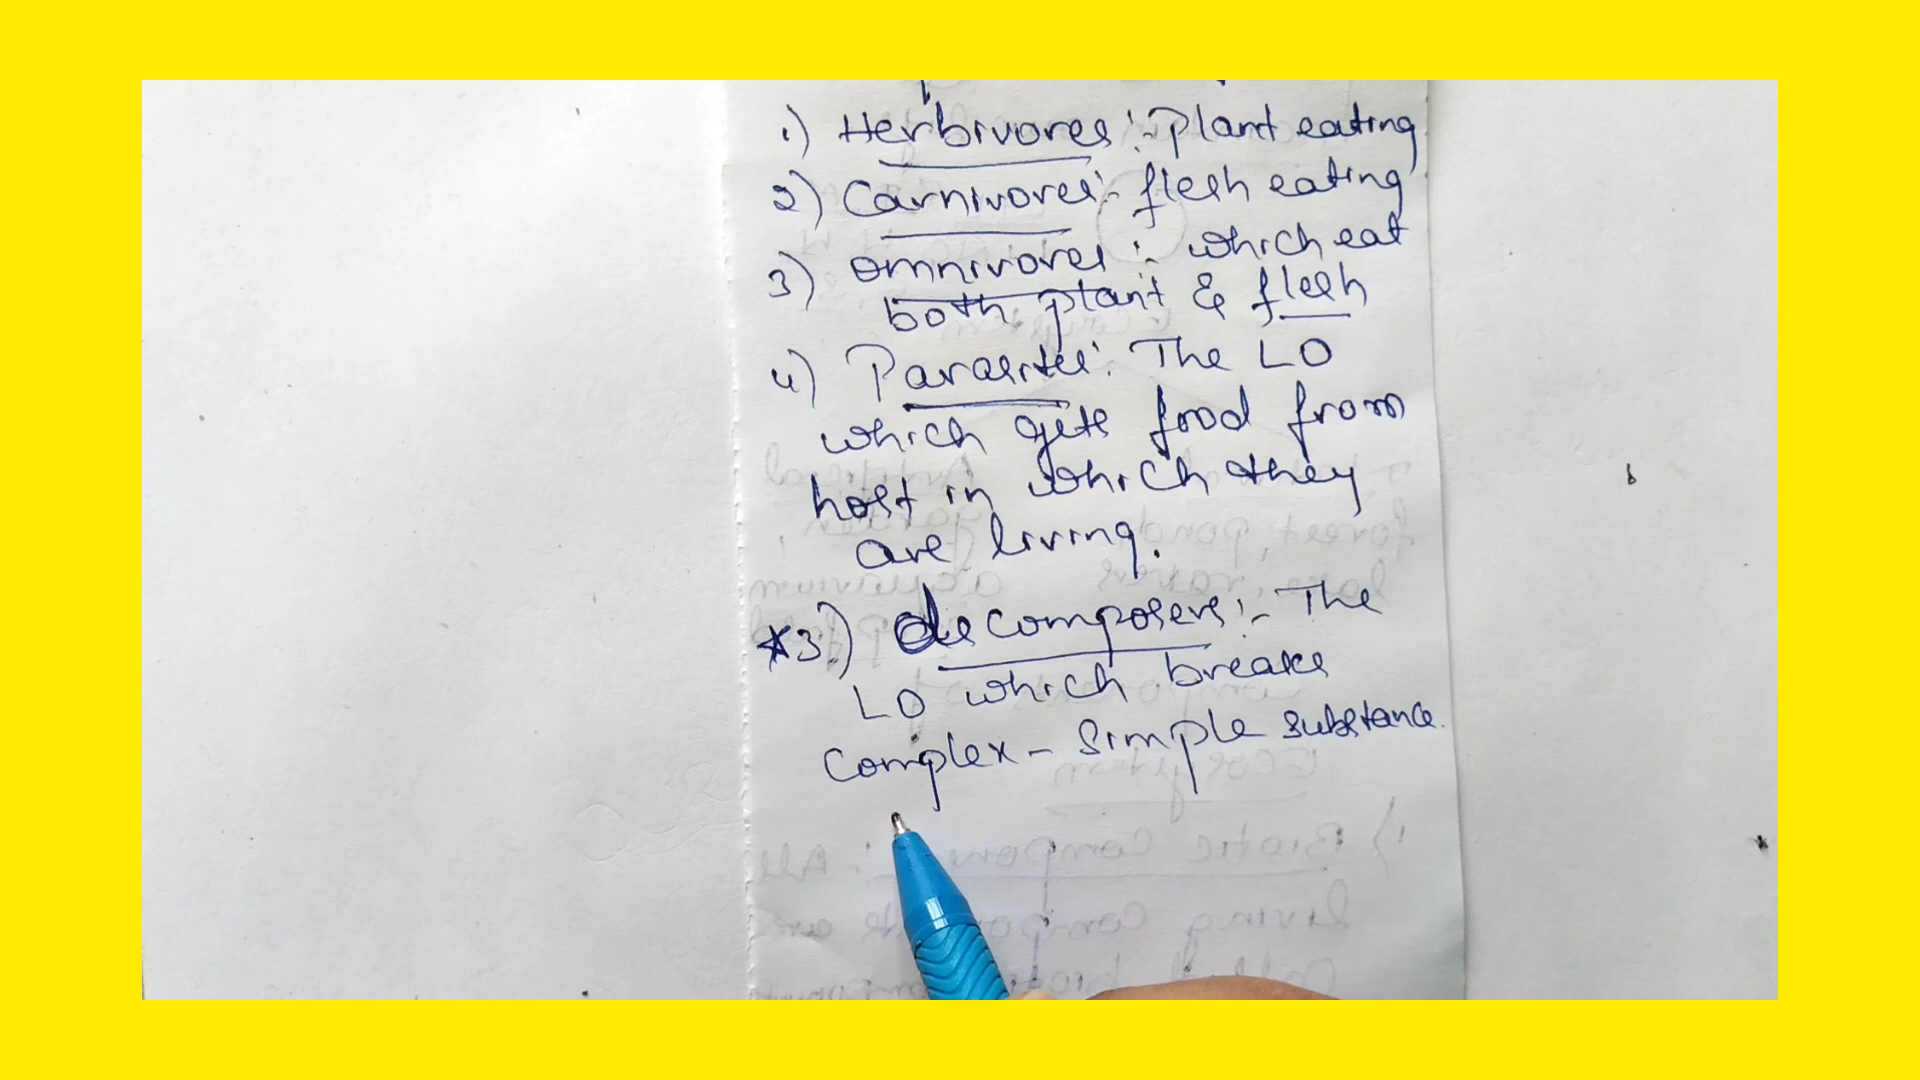 1) Herbivores :- Plant eating
2) Carnivores :- flesh eating
3) omnivores :- which eat
both plant & flesh
4) Parasites : The LO
which gets food from
host in which they
are living.
*3) decomposers :- The
LO which breaks
Complex - Simple substance.